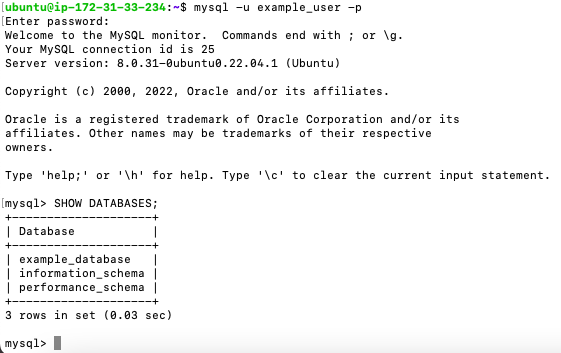 [ubuntu@ip-172-31-33-234:~$ mysql -u example_user -p
[Enter password:
Welcome to the MySQL monitor.  Commands end with ; or \g.
Your MySQL connection id is 25
Server version: 8.0.31-0ubuntu0.22.04.1 (Ubuntu)

Copyright (c) 2000, 2022, Oracle and/or its affiliates.

Oracle is a registered trademark of Oracle Corporation and/or its
affiliates. Other names may be trademarks of their respective
owners.

Type 'help;' or '\h' for help. Type '\c' to clear the current input statement.

[mysql> SHOW DATABASES;
+--------------------+
| Database           |
+--------------------+
| example_database   |
| information_schema |
| performance_schema |
+--------------------+
3 rows in set (0.03 sec)

mysql>